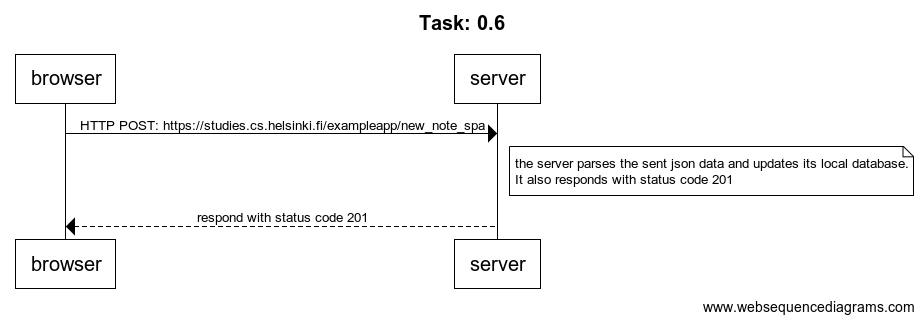 Task: 0.6
browser
server
HTTP POST: https://studies.cs.helsinki.fi/exampleapp/new_note_spa
the server parses the sent json data and updates its local database.
It also responds with status code 201
respond with status code 201
browser
server
www.websequencediagrams.com